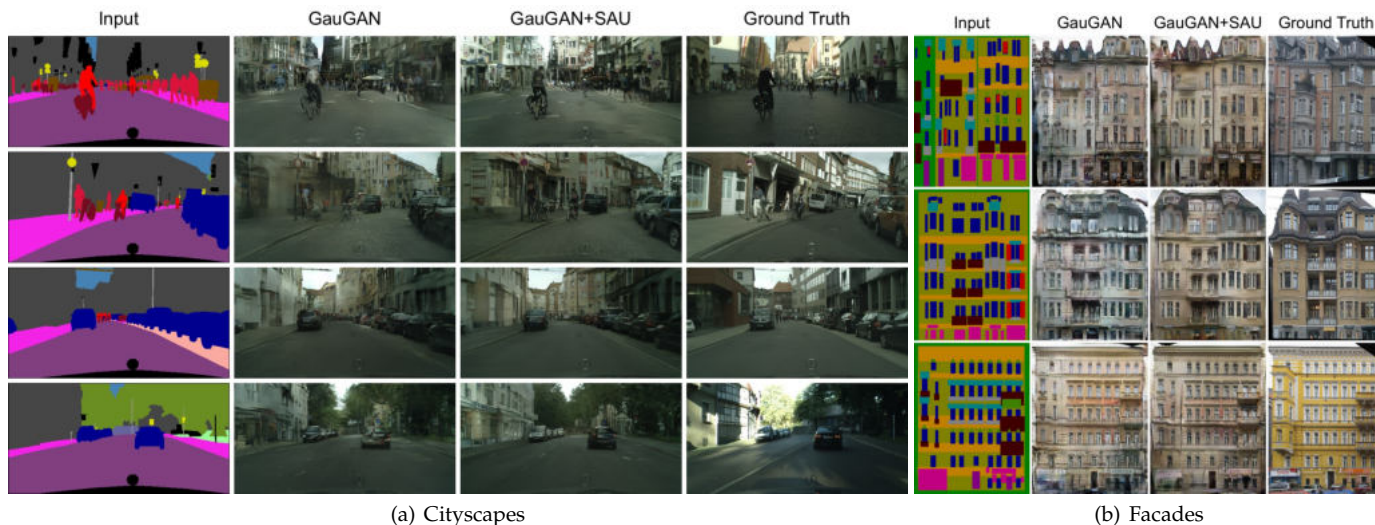 Input GauGAN GauGAN+SAU Ground Truth
Input GauGAN GauGAN+SAU Ground Truth
(a) Cityscapes
(b) Facades